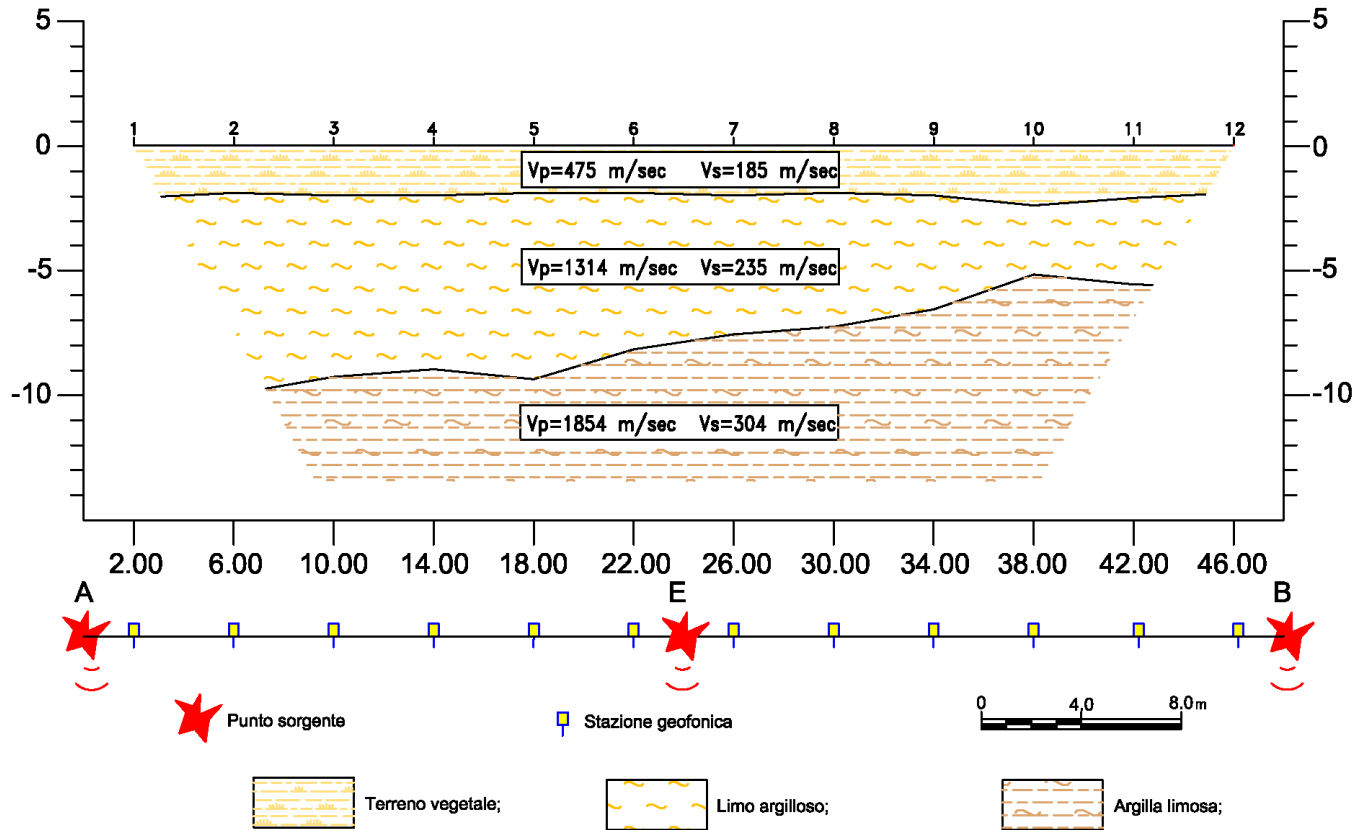 5 5
1 2 3 4 5 6 7 8 9 10 11 12
0 0
Vp=475 m/sec Vs=185 m/sec
Vp=1314 m/sec Vs=235 m/sec
-5 -5
-10 -10
Vp=1854 m/sec Vs=304 m/sec
2.00 6.00 10.00 14.00 18.00 22.00 26.00 30.00 34.00 38.00 42.00 46.00
A E B
Punto sorgente Stazione geofonica 0 4.0 8.0 m
Terreno vegetale; Limo argilloso; Argilla limosa;